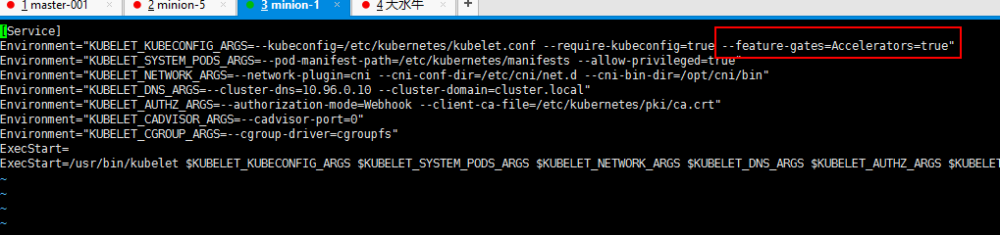 1 master-001 × 2 minion-5 × 3 minion-1 × 4 天水牛 × +
[Service]
Environment="KUBELET_KUBECONFIG_ARGS=--kubeconfig=/etc/kubernetes/kubelet.conf --require-kubeconfig=true --feature-gates=Accelerators=true"
Environment="KUBELET_SYSTEM_PODS_ARGS=--pod-manifest-path=/etc/kubernetes/manifests --allow-privileged=true"
Environment="KUBELET_NETWORK_ARGS=--network-plugin=cni --cni-conf-dir=/etc/cni/net.d --cni-bin-dir=/opt/cni/bin"
Environment="KUBELET_DNS_ARGS=--cluster-dns=10.96.0.10 --cluster-domain=cluster.local"
Environment="KUBELET_AUTHZ_ARGS=--authorization-mode=Webhook --client-ca-file=/etc/kubernetes/pki/ca.crt"
Environment="KUBELET_CADVISOR_ARGS=--cadvisor-port=0"
Environment="KUBELET_CGROUP_ARGS=--cgroup-driver=cgroupfs"
ExecStart=
ExecStart=/usr/bin/kubelet $KUBELET_KUBECONFIG_ARGS $KUBELET_SYSTEM_PODS_ARGS $KUBELET_NETWORK_ARGS $KUBELET_DNS_ARGS $KUBELET_AUTHZ_ARGS $KUBELET
~
~
~
~